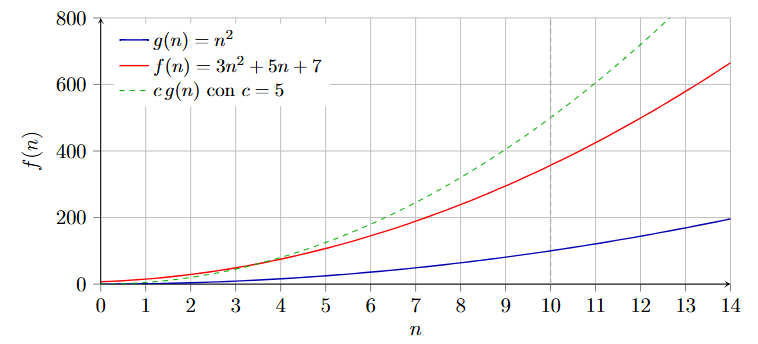 800
600
400
200
0
f(n)
g(n) = n²
f(n) = 3n² + 5n + 7
c g(n) con c = 5
0 1 2 3 4 5 6 7 8 9 10 11 12 13 14
n